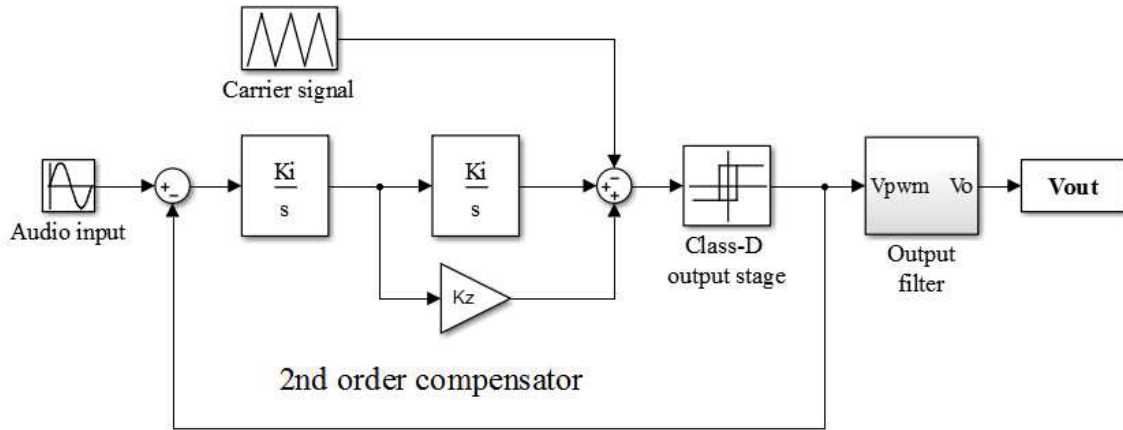 Carrier signal
Audio input
+
−
Ki
s
Ki
s
−
+
+
Kz
Class-D
output stage
Vpwm Vo
Output
filter
Vout
2nd order compensator